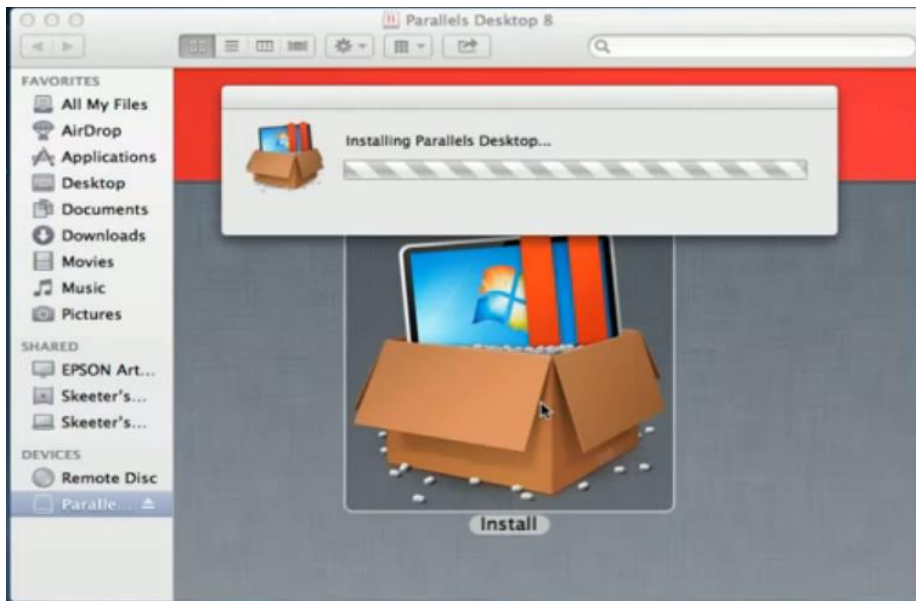 Parallels Desktop 8
FAVORITES
All My Files
AirDrop
Applications
Desktop
Documents
Downloads
Movies
Music
Pictures
SHARED
EPSON Art...
Skeeter's...
Skeeter's...
DEVICES
Remote Disc
Paralle...
Installing Parallels Desktop...
Install